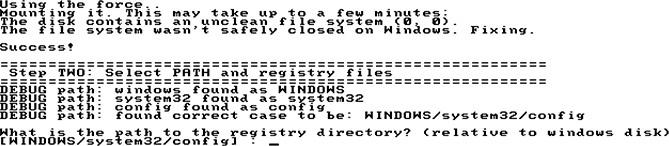 Using the force..
Mounting it. This may take up to a few minutes:
The disk contains an unclean file system (0, 0).
The file system wasn't safely closed on Windows. Fixing.
Success!
=========================================================
Step TWO: Select PATH and registry files
=========================================================
DEBUG path: windows found as WINDOWS
DEBUG path: system32 found as system32
DEBUG path: config found as config
DEBUG path: found correct case to be: WINDOWS/system32/config
What is the path to the registry directory? (relative to windows disk)
[WINDOWS/system32/config] : _